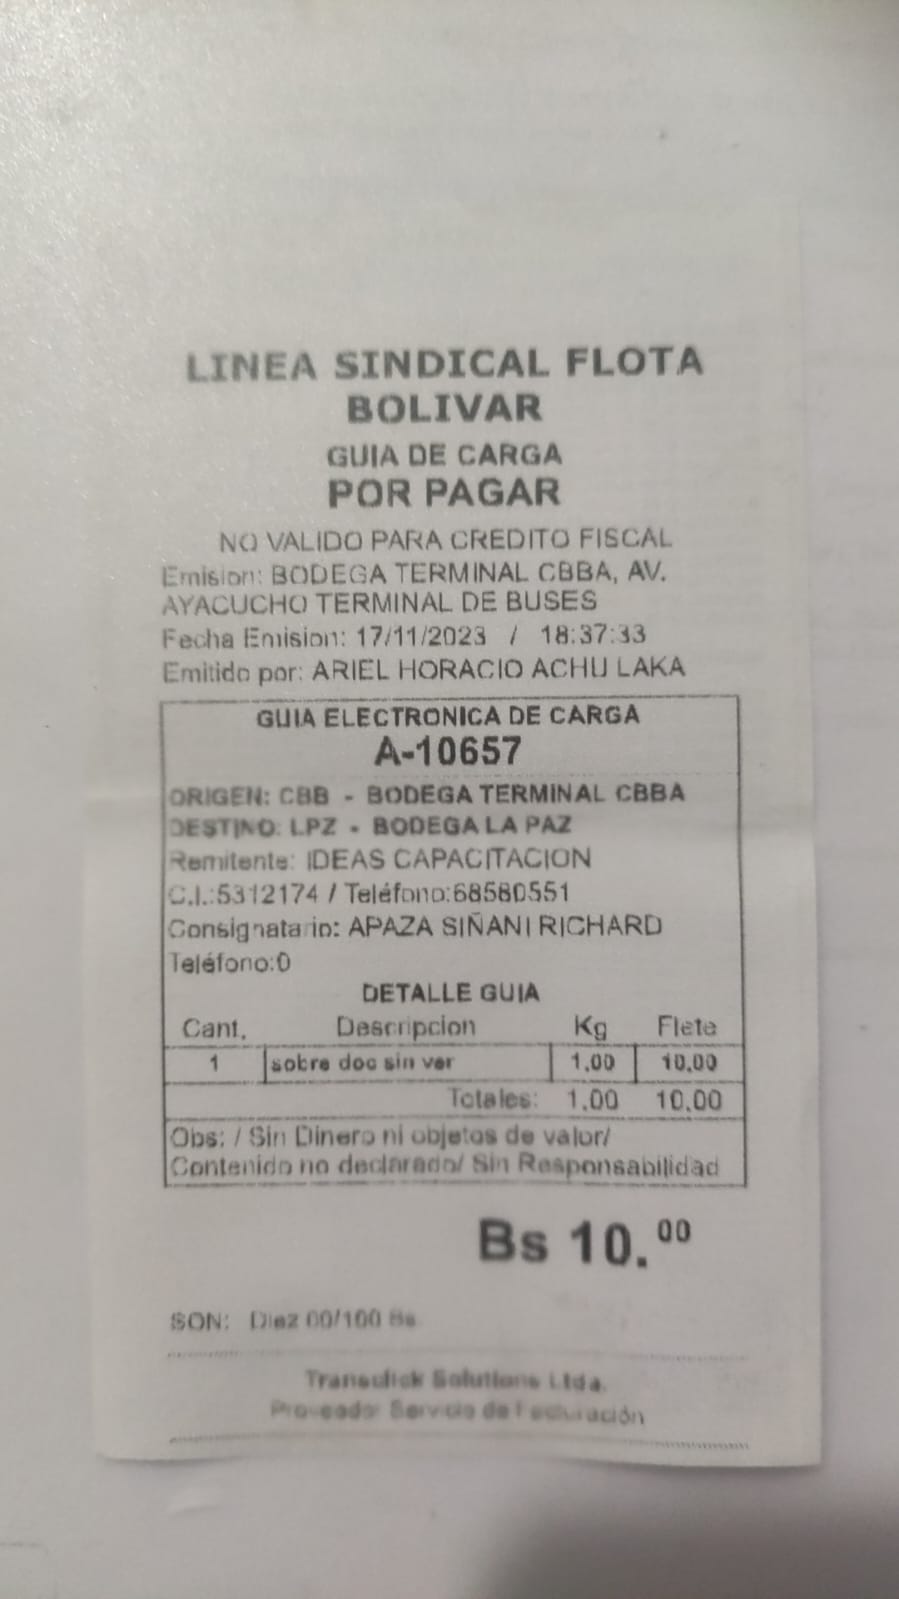 LINEA SINDICAL FLOTA
BOLIVAR
GUIA DE CARGA
POR PAGAR
NO VALIDO PARA CREDITO FISCAL
Emision: BODEGA TERMINAL CBBA, AV.
AYACUCHO TERMINAL DE BUSES
Fecha Emision: 17/11/2023 / 18:37:33
Emitido por: ARIEL HORACIO ACHU LAKA
GUIA ELECTRONICA DE CARGA
A-10657
ORIGEN: CBB - BODEGA TERMINAL CBBA
DESTINO: LPZ - BODEGA LA PAZ
Remitente: IDEAS CAPACITACION
C.I.:5312174 / Teléfono:68580551
Consignatario: APAZA SIÑANI RICHARD
Teléfono:0
DETALLE GUIA
Cant. Descripcion Kg Flete
1 sobre doc sin ver 1.00 10.00
Totales: 1.00 10.00
Obs: / Sin Dinero ni objetos de valor/
Contenido no declarado/ Sin Responsabilidad
Bs 10.00
SON: Diez 00/100 Bs.
Transclick Solutions Ltda.
Proveedor Servicio de Facturación